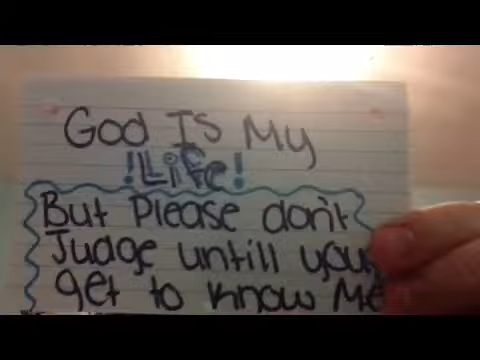 God Is My
!Life!
But Please don't
Judge untill you
get to know Me